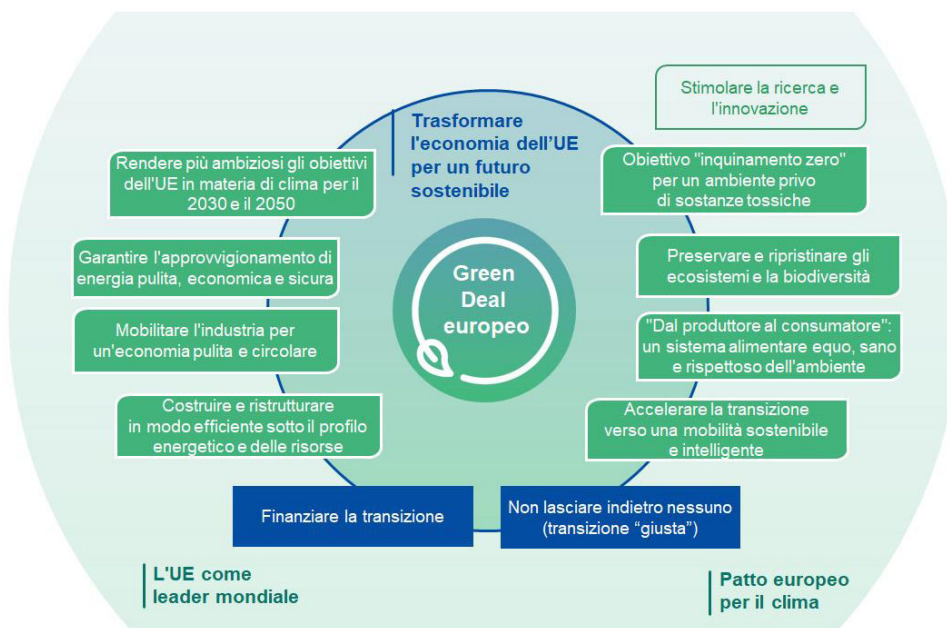 Stimolare la ricerca e
l'innovazione
Trasformare
l'economia dell'UE
per un futuro
sostenibile
Rendere più ambiziosi gli obiettivi
dell'UE in materia di clima per il
2030 e il 2050
Obiettivo "inquinamento zero"
per un ambiente privo
di sostanze tossiche
Garantire l'approvvigionamento di
energia pulita, economica e sicura
Preservare e ripristinare gli
ecosistemi e la biodiversità
Green
Deal
europeo
Mobilitare l'industria per
un'economia pulita e circolare
"Dal produttore al consumatore":
un sistema alimentare equo, sano
e rispettoso dell'ambiente
Costruire e ristrutturare
in modo efficiente sotto il profilo
energetico e delle risorse
Accelerare la transizione
verso una mobilità sostenibile
e intelligente
Finanziare la transizione
Non lasciare indietro nessuno
(transizione “giusta”)
L'UE come
leader mondiale
Patto europeo
per il clima